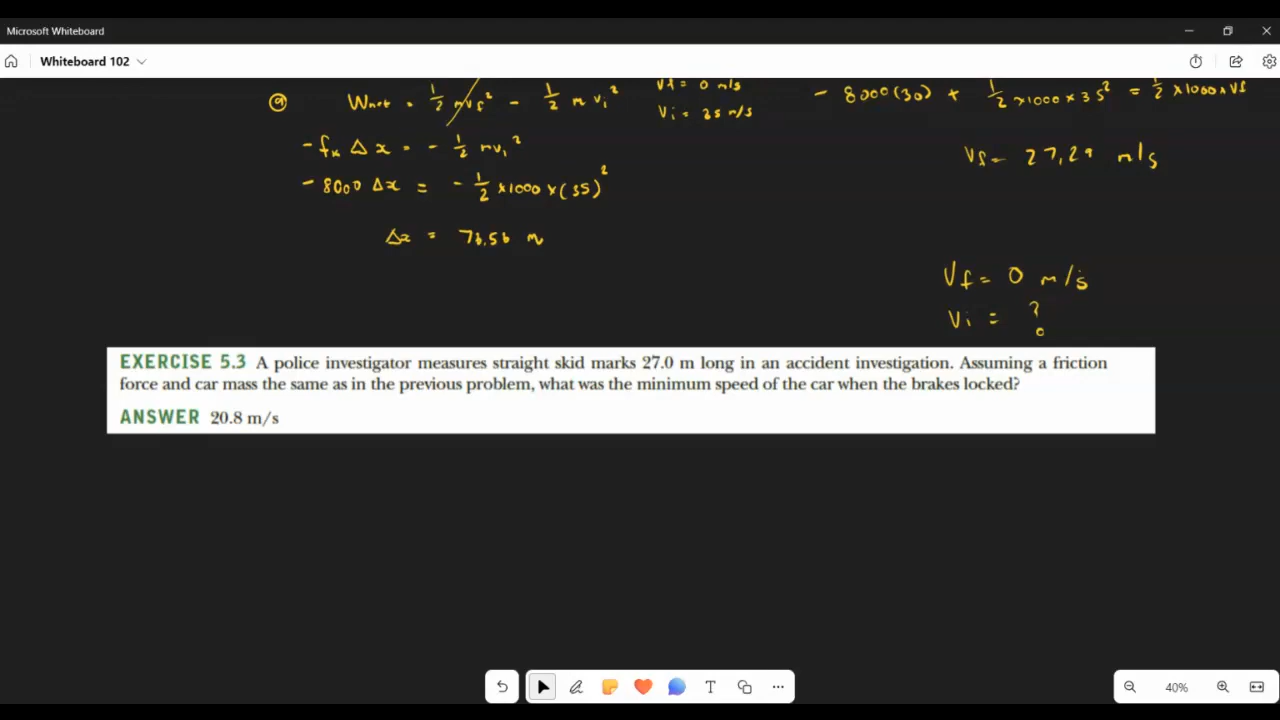 Microsoft Whiteboard
Whiteboard 102
ⓐ Wnet = 1/2 mvf² - 1/2 m vi²
Vf = 0 m/s
Vi = 35 m/s
- 8000 (30) + 1/2 ×1000 × 35² = 1/2 ×1000 × Vf
- fk Δx = - 1/2 mvi²
Vf = 27,29 m/s
- 8000 Δx = - 1/2 ×1000 × (35)²
Δx = 76,56 m
Vf = 0 m/s
Vi = ?
EXERCISE 5.3 A police investigator measures straight skid marks 27.0 m long in an accident investigation. Assuming a friction
force and car mass the same as in the previous problem, what was the minimum speed of the car when the brakes locked?
ANSWER 20.8 m/s
40%